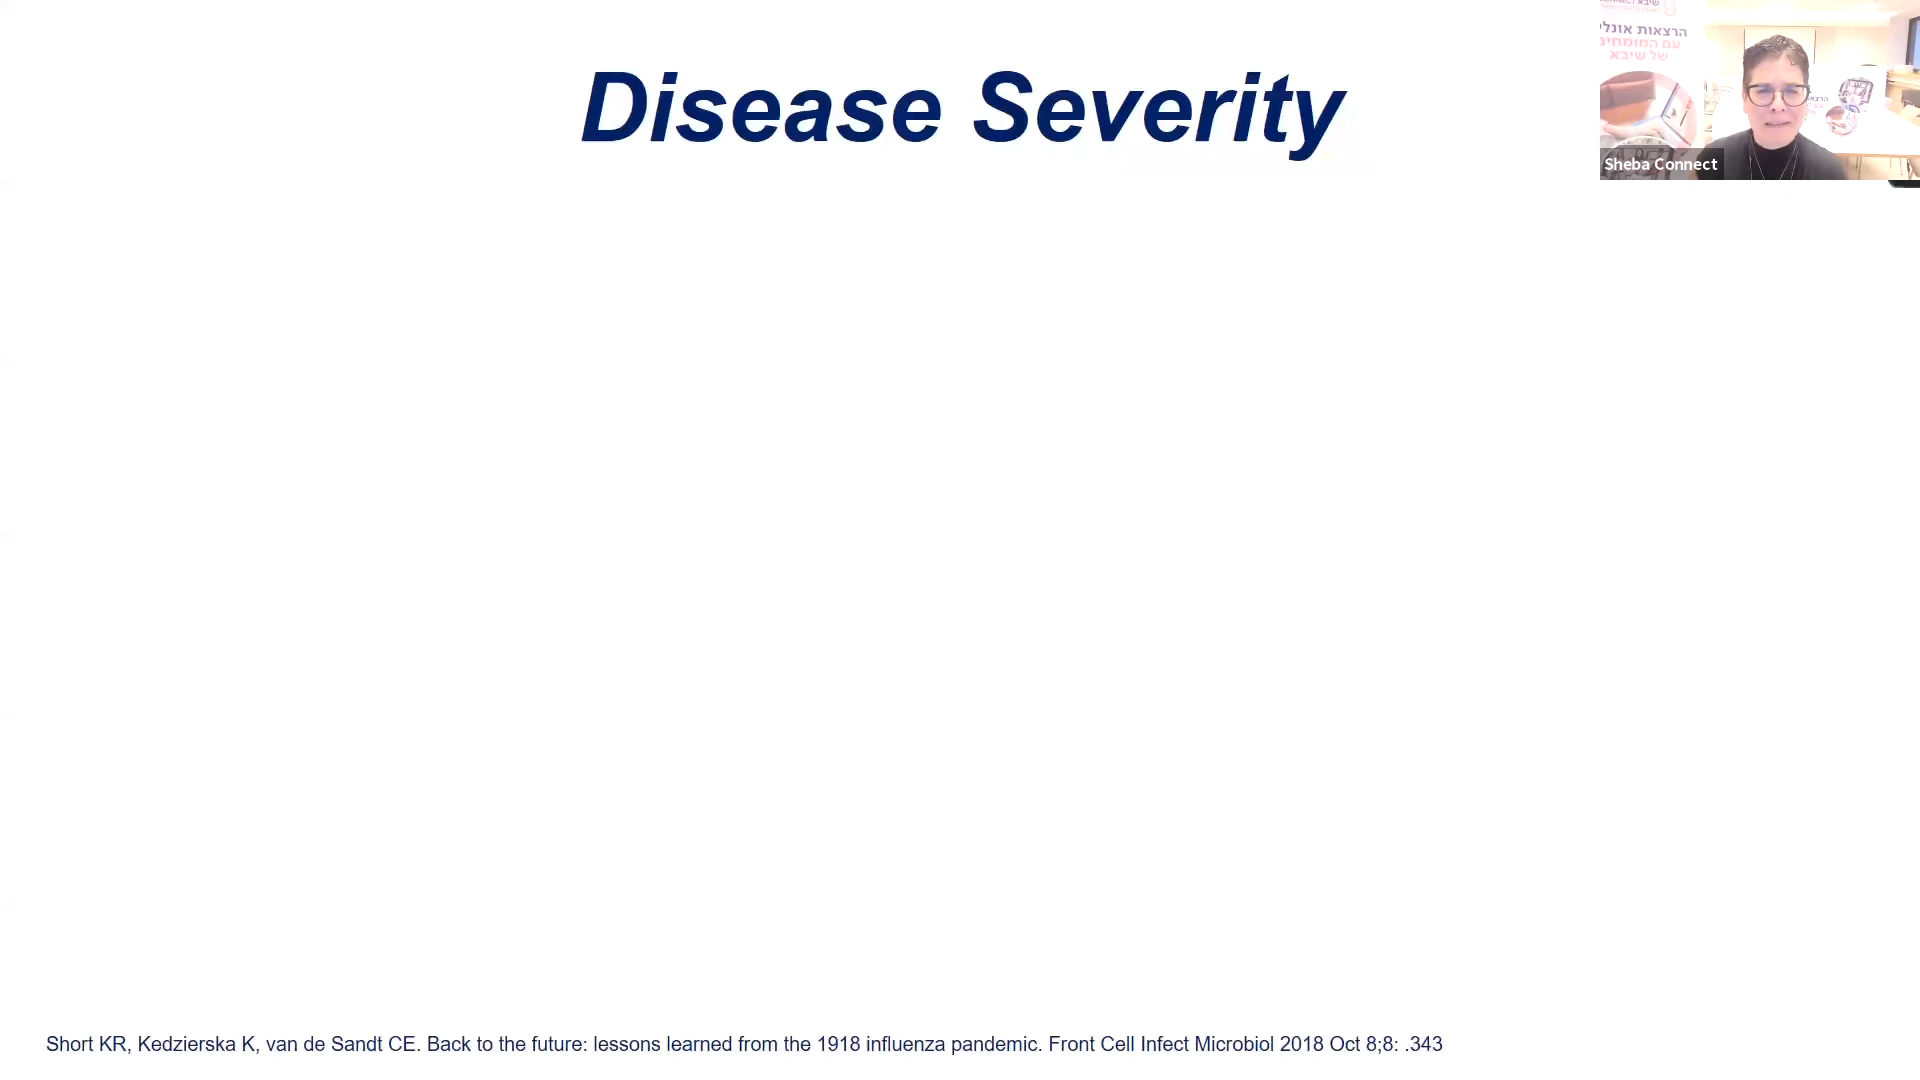 Disease Severity
הרצאות אונלי
עם המומחים
של שיבא
Sheba Connect
Short KR, Kedzierska K, van de Sandt CE. Back to the future: lessons learned from the 1918 influenza pandemic. Front Cell Infect Microbiol 2018 Oct 8;8: .343